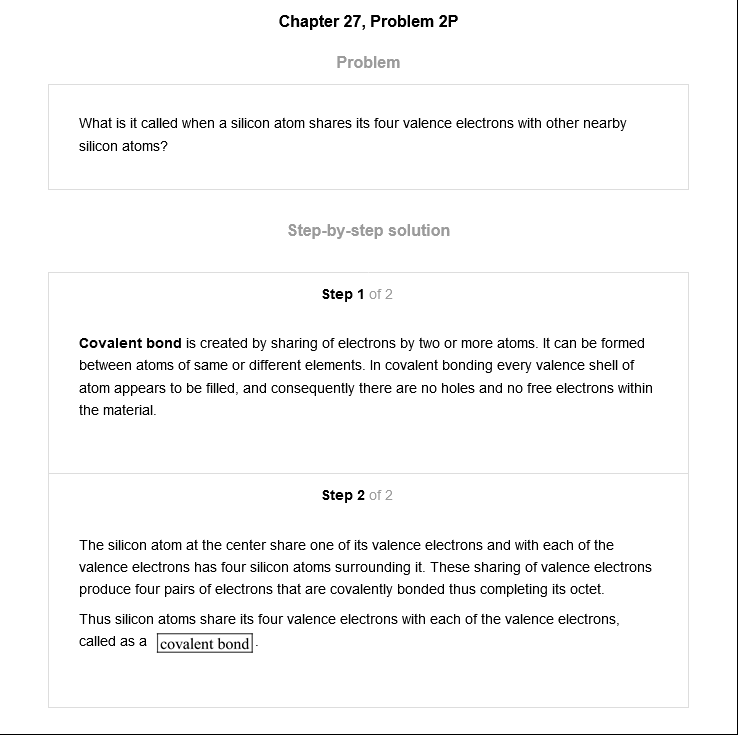 Chapter 27, Problem 2P
Problem
What is it called when a silicon atom shares its four valence electrons with other nearby
silicon atoms?
Step-by-step solution
Step 1 of 2
Covalent bond is created by sharing of electrons by two or more atoms. It can be formed
between atoms of same or different elements. In covalent bonding every valence shell of
atom appears to be filled, and consequently there are no holes and no free electrons within
the material.
Step 2 of 2
The silicon atom at the center share one of its valence electrons and with each of the
valence electrons has four silicon atoms surrounding it. These sharing of valence electrons
produce four pairs of electrons that are covalently bonded thus completing its octet.
Thus silicon atoms share its four valence electrons with each of the valence electrons,
called as a covalent bond.